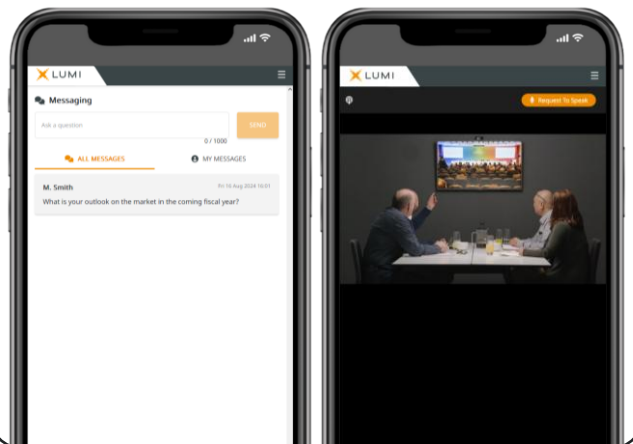 LUMI
Messaging
Ask a question
SEND
0 / 1000
ALL MESSAGES
MY MESSAGES
M. Smith
Fri 16 Aug 2024 16:01
What is your outlook on the market in the coming fiscal year?
LUMI
Request To Speak